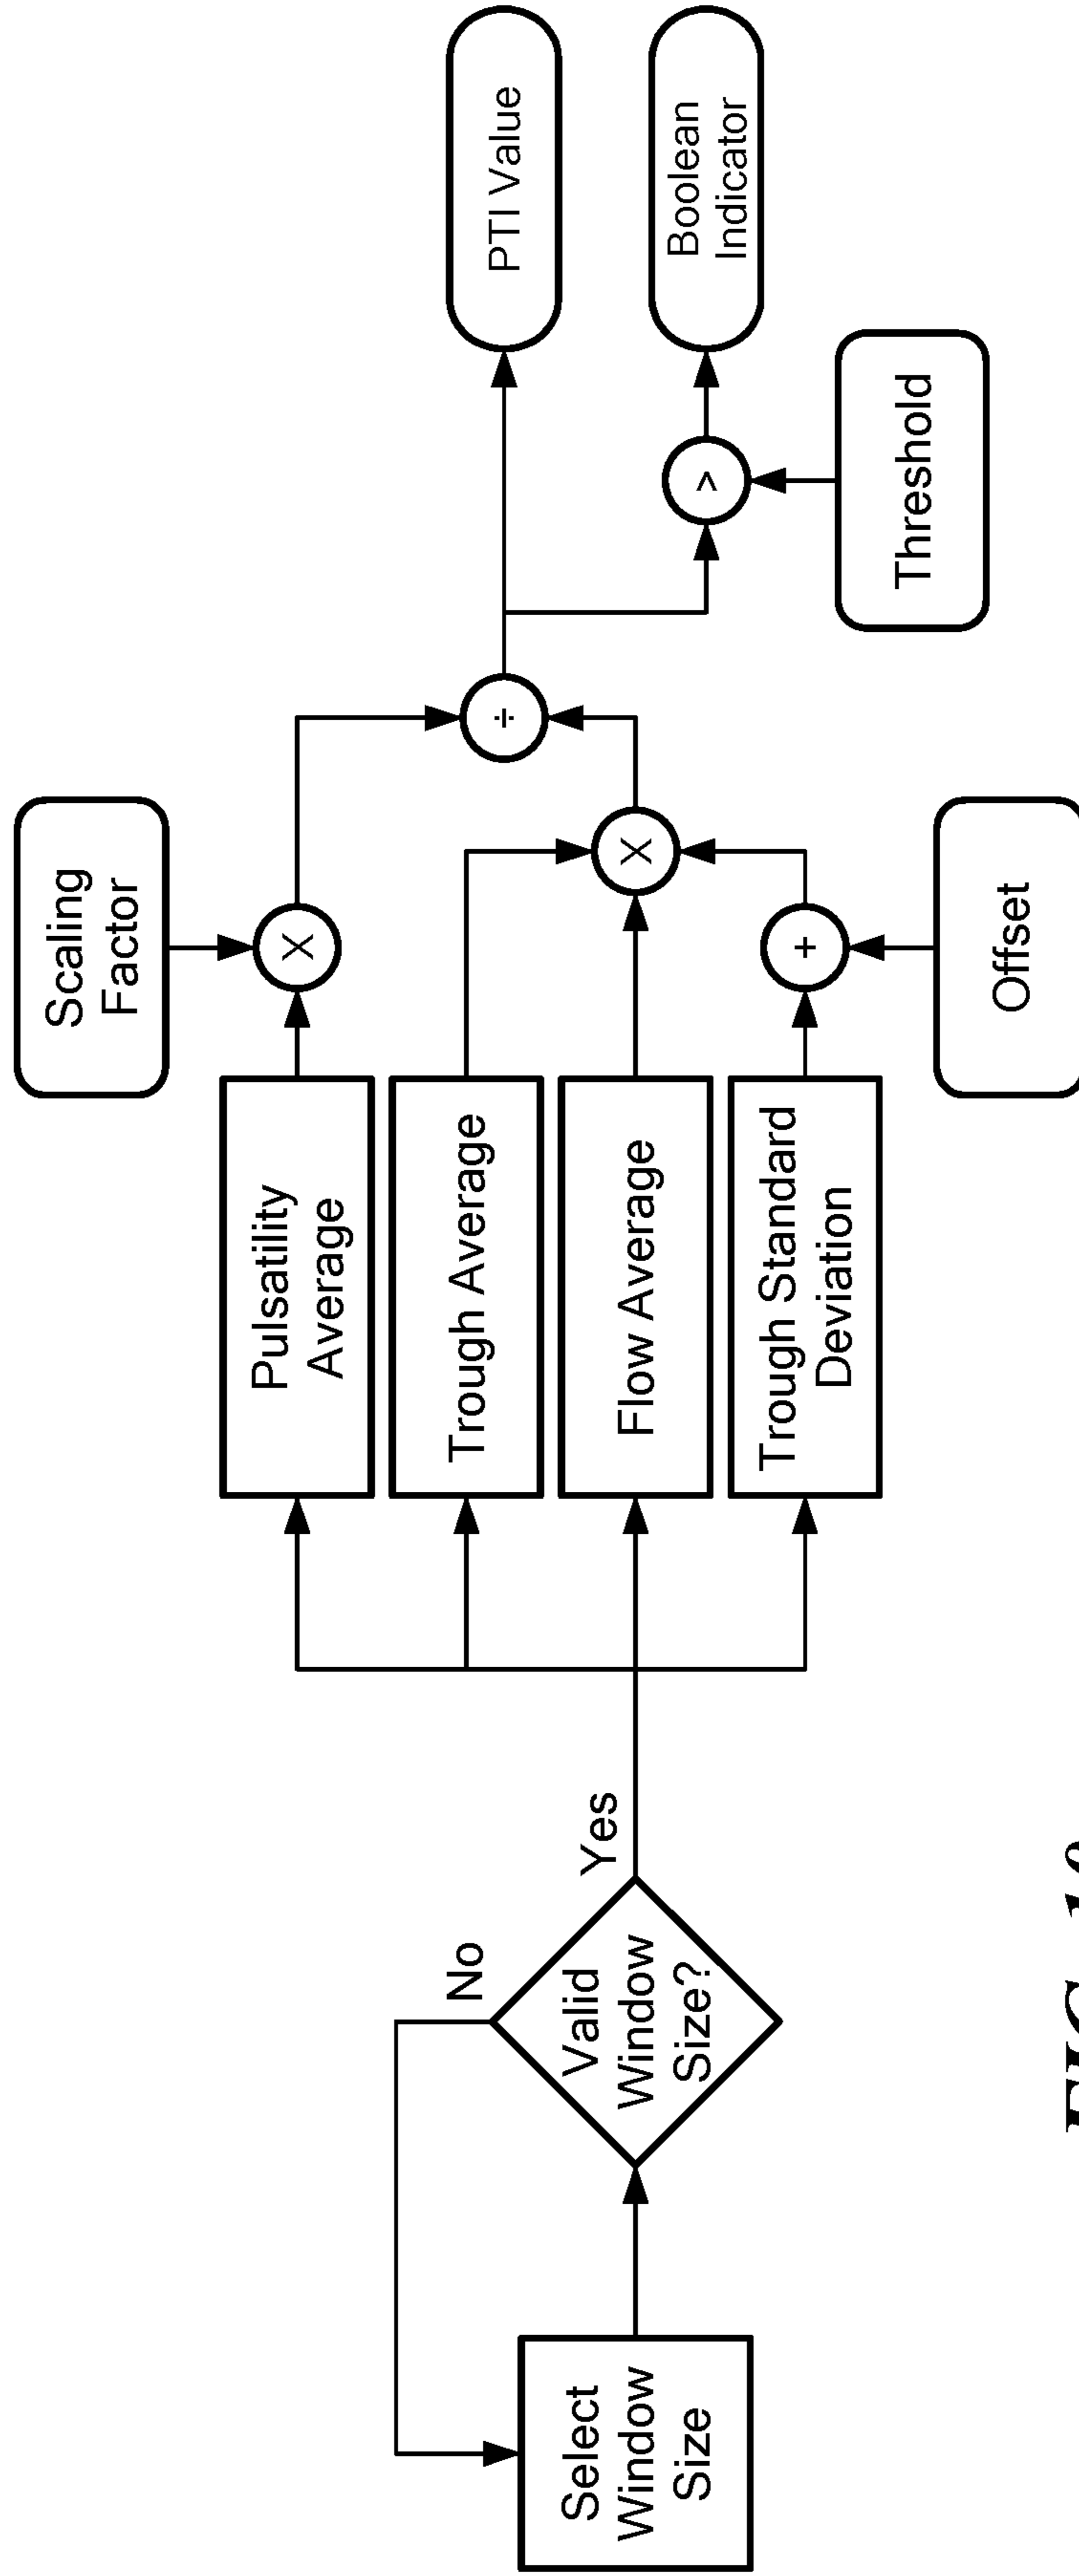 Select
Window
Size
Valid
Window
Size?
No
Yes
Pulsatility
Average
Trough Average
Flow Average
Trough Standard
Deviation
Scaling
Factor
X
X
+
Offset
÷
>
Threshold
PTI Value
Boolean
Indicator
FIG.